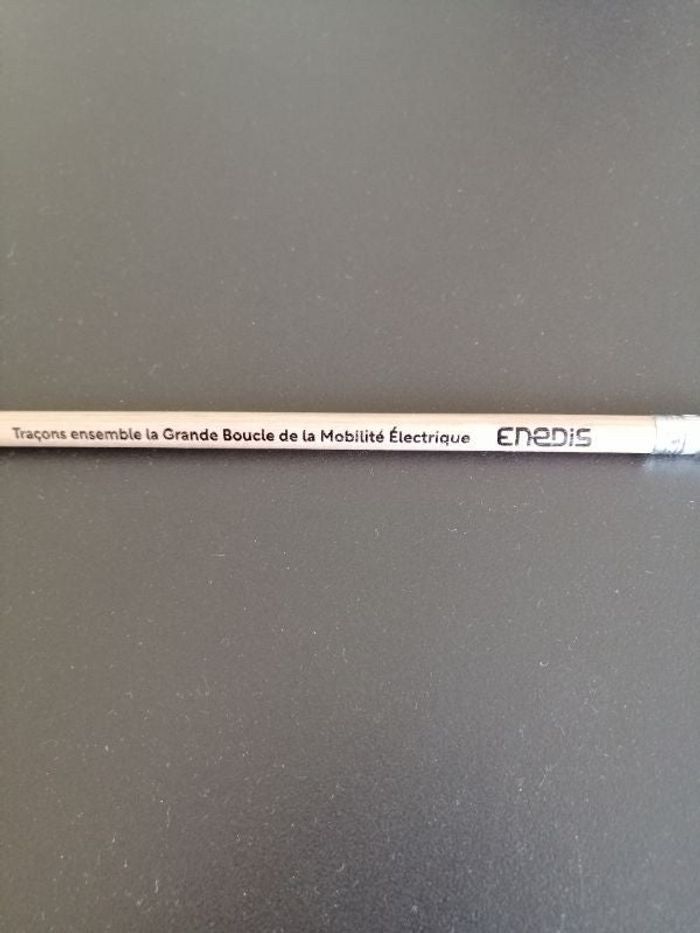 Traçons ensemble la Grande Boucle de la Mobilité Électrique ENEDIS